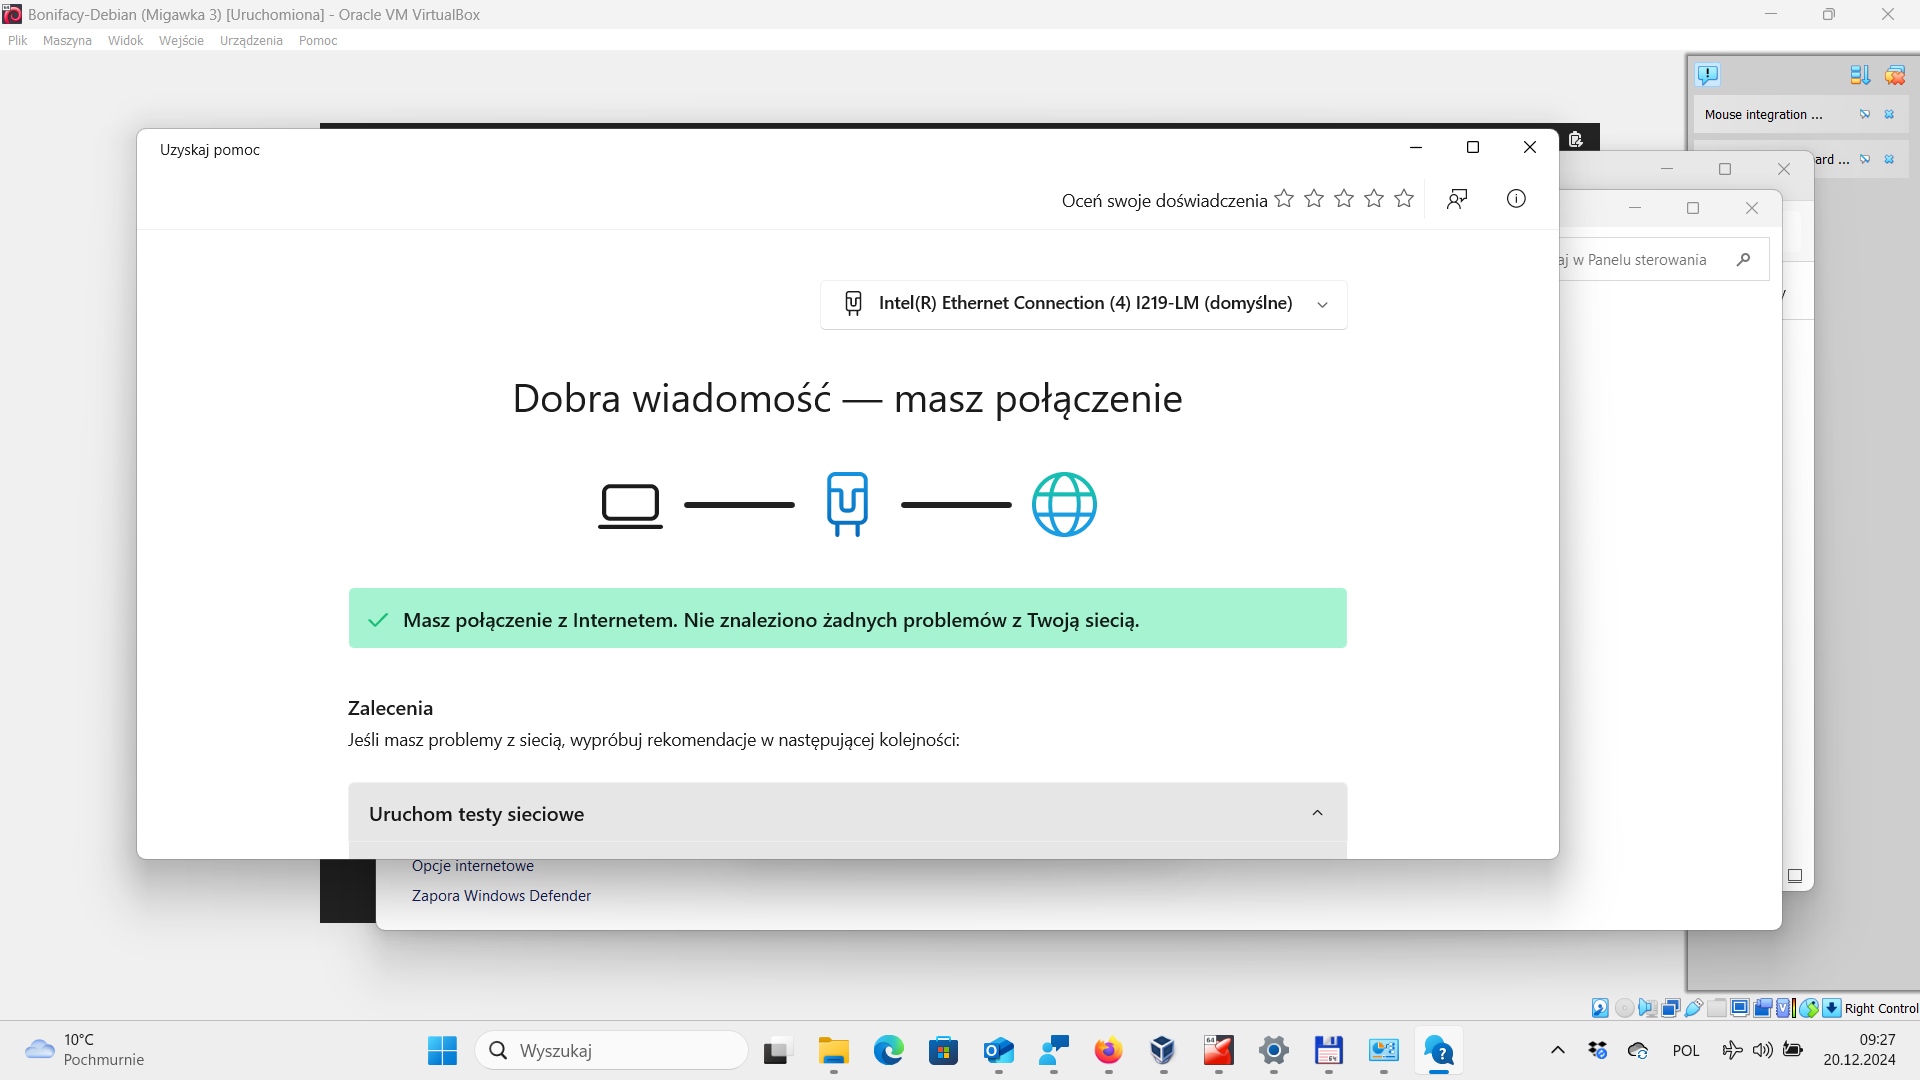 Bonifacy-Debian (Migawka 3) [Uruchomiona] - Oracle VM VirtualBox
Plik Maszyna Widok Wejście Urządzenia Pomoc
Mouse integration ...
ard ...
Uzyskaj pomoc
Oceń swoje doświadczenia
aj w Panelu sterowania
Intel(R) Ethernet Connection (4) I219-LM (domyślne)
Dobra wiadomość — masz połączenie
Masz połączenie z Internetem. Nie znaleziono żadnych problemów z Twoją siecią.
Zalecenia
Jeśli masz problemy z siecią, wypróbuj rekomendacje w następującej kolejności:
Uruchom testy sieciowe
Opcje internetowe
Zapora Windows Defender
Right Control
10°C
Pochmurnie
Wyszukaj
64
64
POL
09:27
20.12.2024